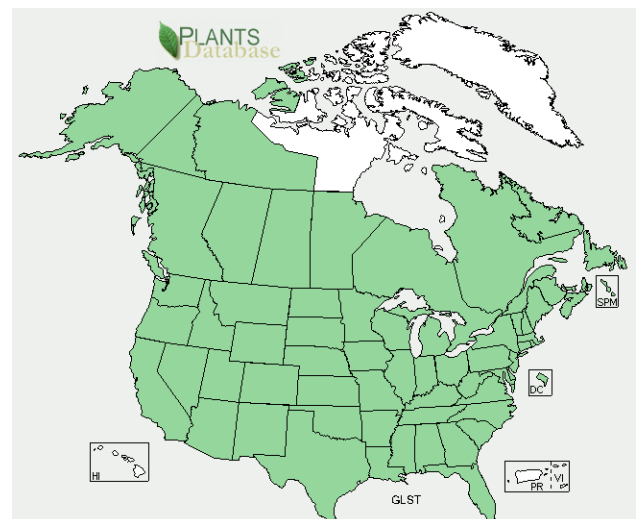 PLANTS
Database
SPM
DC
HI
PR
VI
GLST